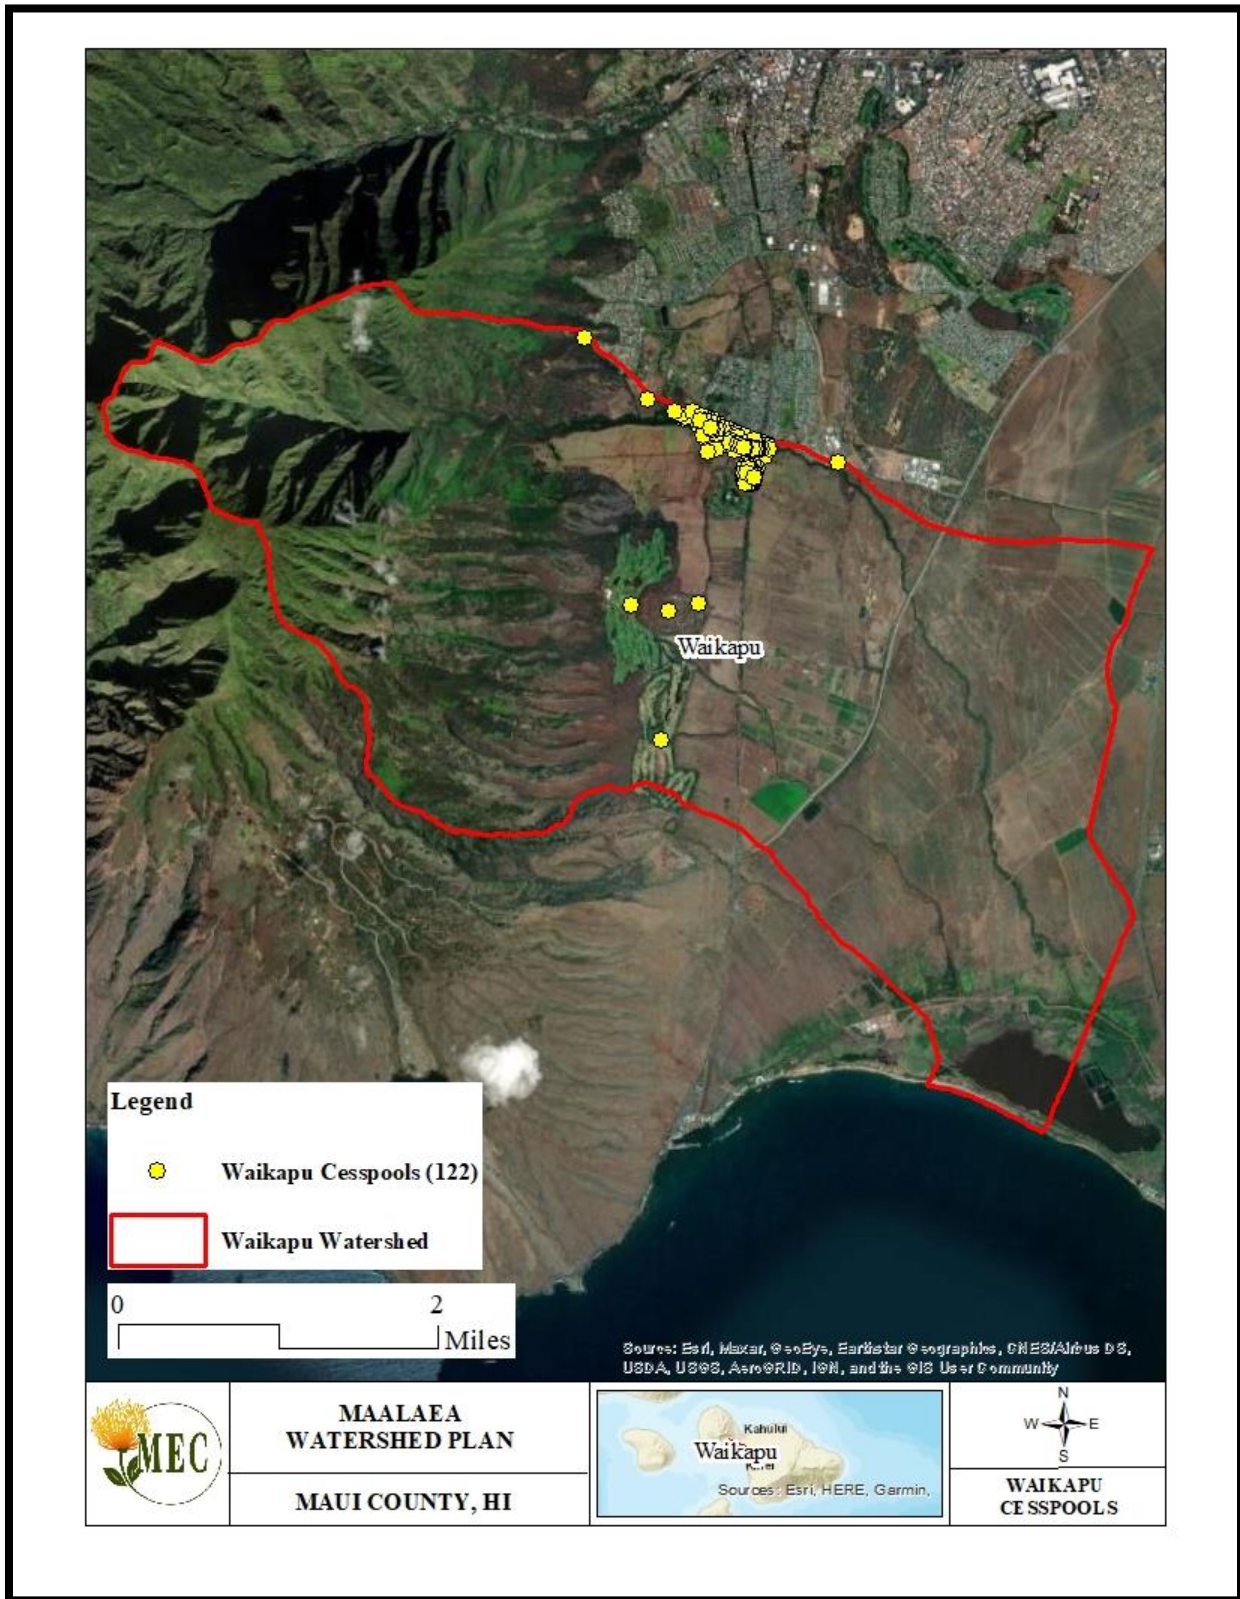 Waikapu
Legend
Waikapu Cesspools (122)
Waikapu Watershed
0 2
Miles
Source: Esri, Maxar, GeoEye, Earthstar Geographics, CNES/Airbus DS,
USDA, USGS, AeroGRID, IGN, and the GIS User Community
MEC
MAALAEA
WATERSHED PLAN
MAUI COUNTY, HI
Kahului
Waikapu
Sources: Esri, HERE, Garmin,
N
W E
S
WAIKAPU
CESSPOOLS